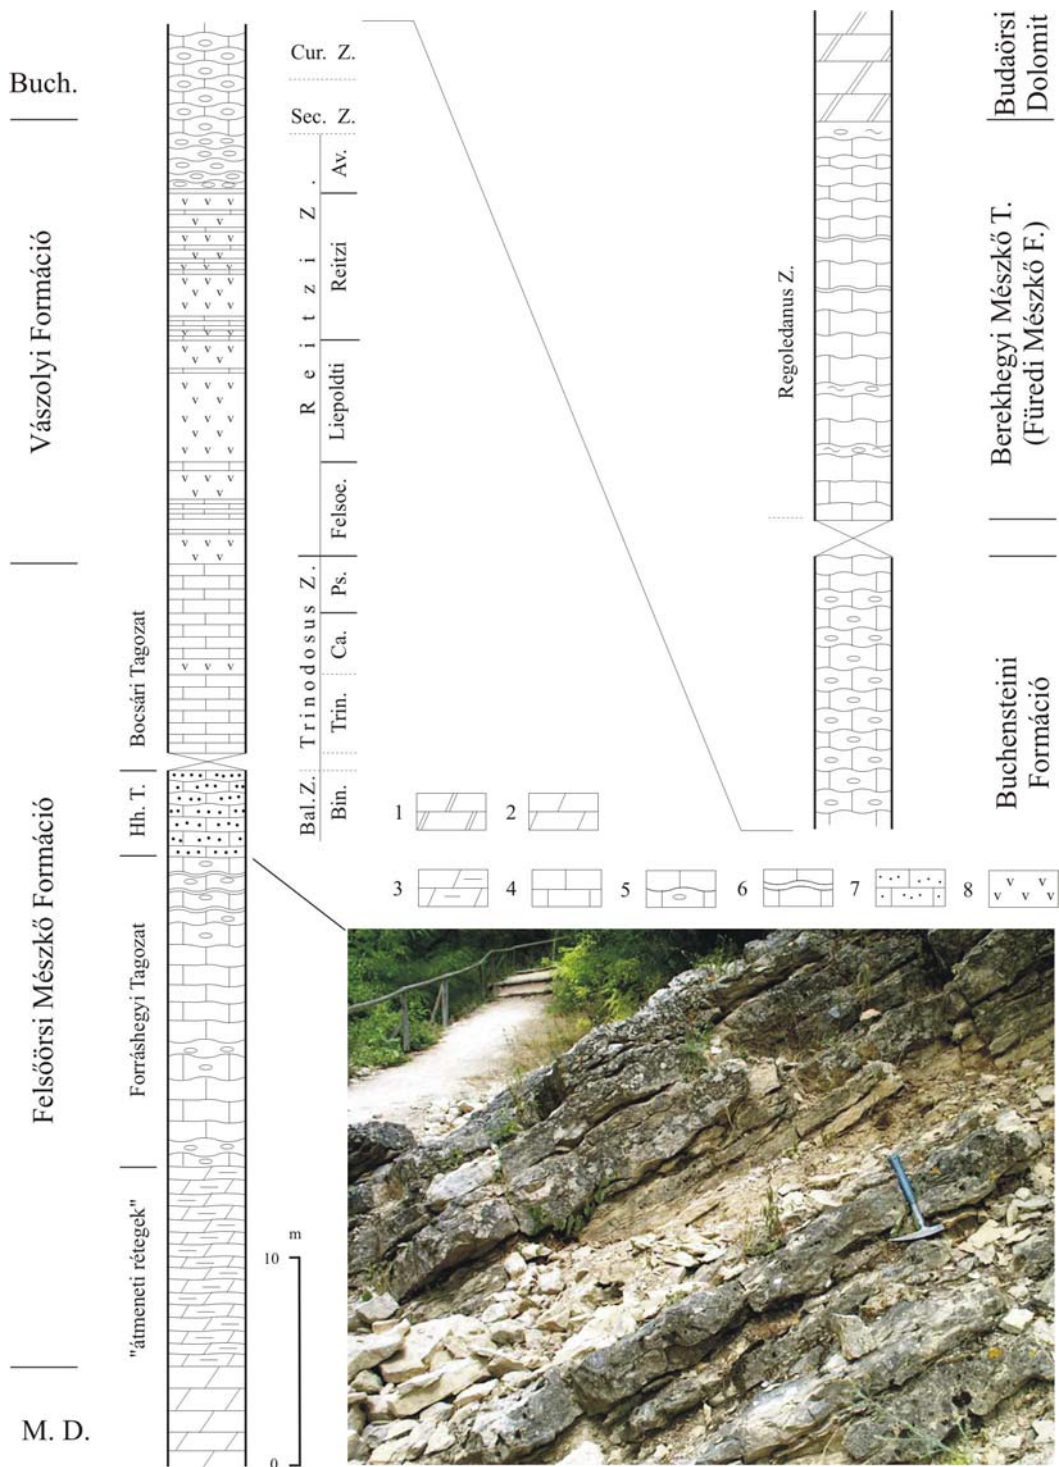 Buch.
Vászolyi Formáció
Felsőörsi Mészkő Formáció
M. D.
Bocsári Tagozat
Hh. T.
Forráshegyi Tagozat
"átmeneti rétegek"
Cur. Z.
Sec. Z.
Reitzi Z.
Av.
Reitzi
Liepoldti
Felsoe.
Trinodosus Z.
Ps.
Ca.
Trin.
Bal. Z.
Bin.
m
10
0
Regoledanus Z.
Budaörsi
Dolomit
Berekhegyi Mészkő T.
(Füredi Mészkő F.)
Buchensteini
Formáció
1
2
3
4
5
6
7
8
v v v
v v v